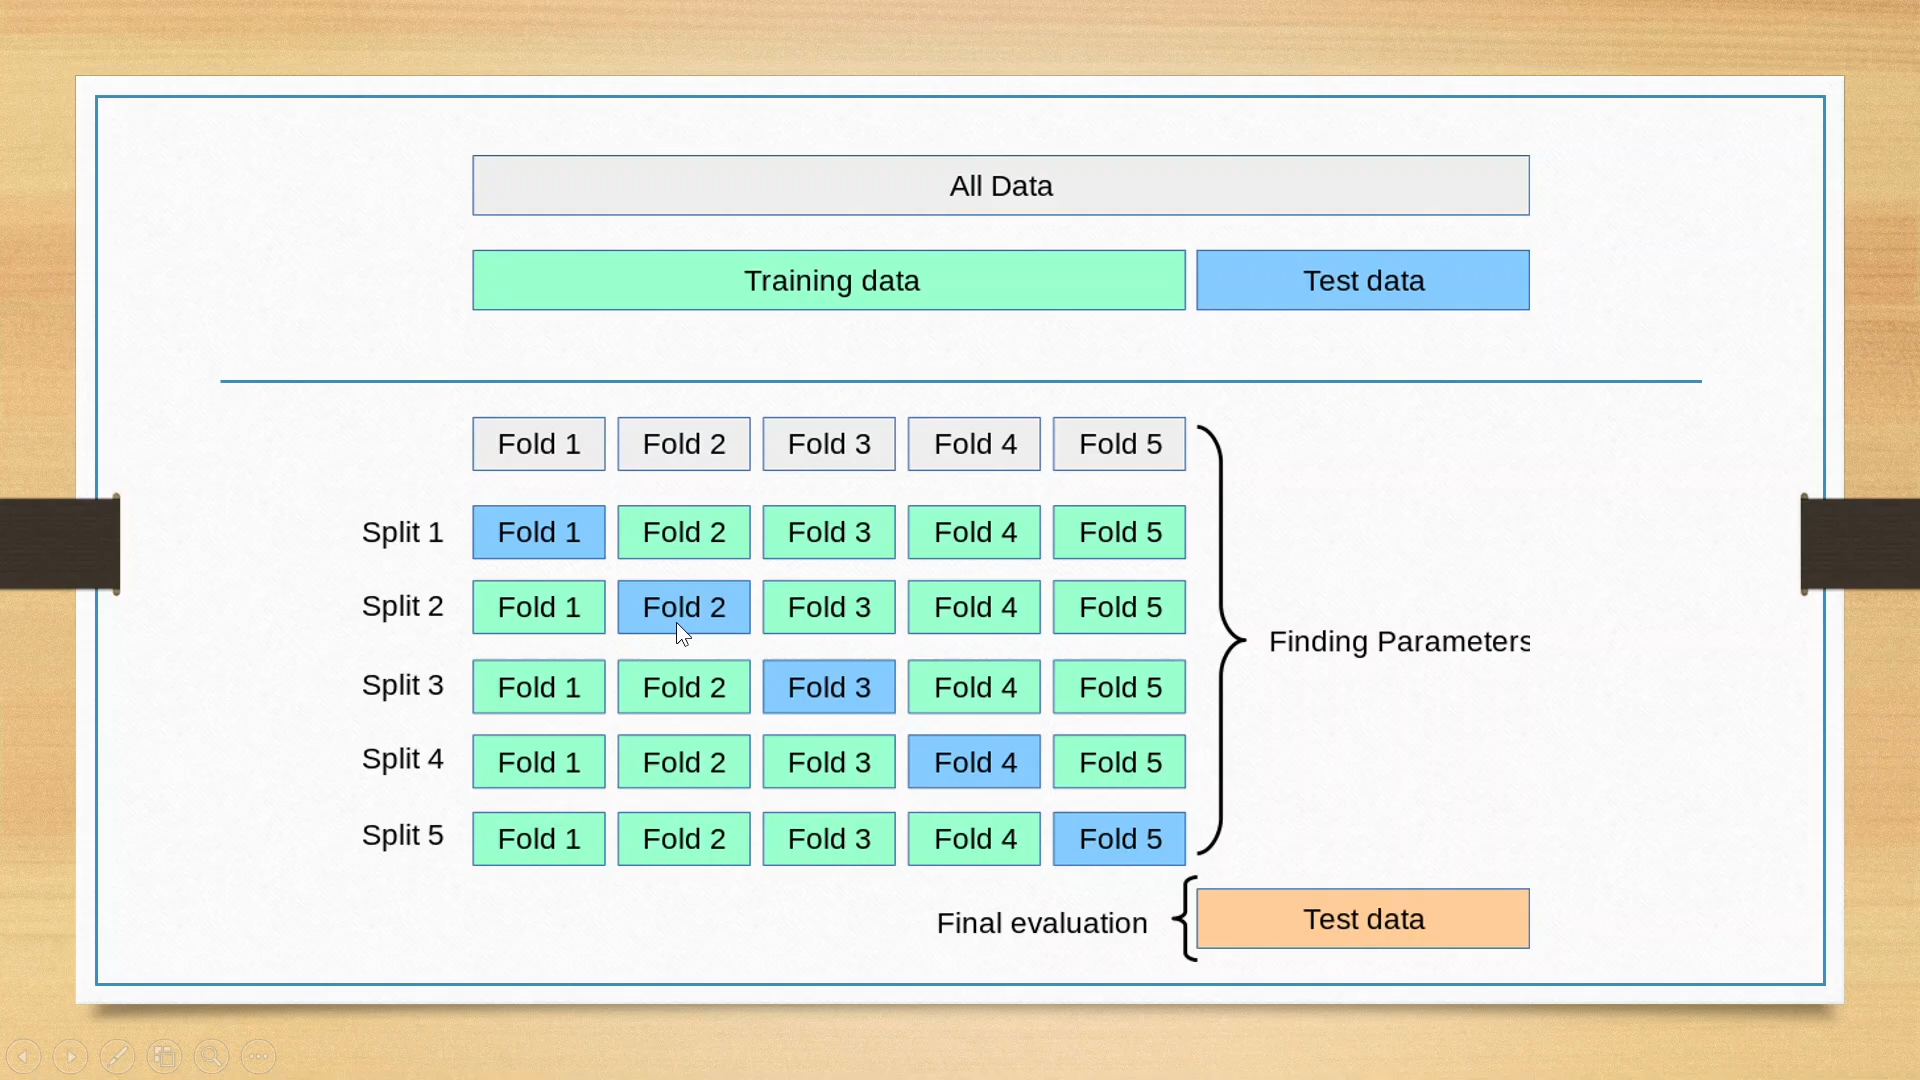 All Data
Training data Test data
Fold 1 Fold 2 Fold 3 Fold 4 Fold 5
Split 1 Fold 1 Fold 2 Fold 3 Fold 4 Fold 5
Split 2 Fold 1 Fold 2 Fold 3 Fold 4 Fold 5
Finding Parameters
Split 3 Fold 1 Fold 2 Fold 3 Fold 4 Fold 5
Split 4 Fold 1 Fold 2 Fold 3 Fold 4 Fold 5
Split 5 Fold 1 Fold 2 Fold 3 Fold 4 Fold 5
Final evaluation Test data